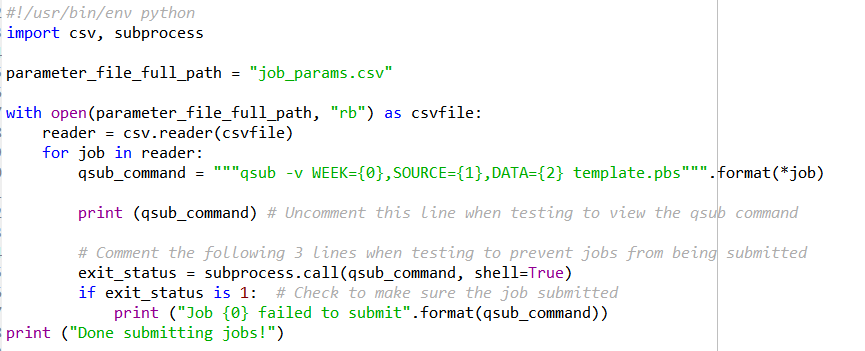 #!/usr/bin/env python
import csv, subprocess
parameter_file_full_path = "job_params.csv"
with open(parameter_file_full_path, "rb") as csvfile:
    reader = csv.reader(csvfile)
    for job in reader:
        qsub_command = """qsub -v WEEK={0},SOURCE={1},DATA={2} template.pbs""".format(*job)
        print (qsub_command) # Uncomment this line when testing to view the qsub command
        # Comment the following 3 lines when testing to prevent jobs from being submitted
        exit_status = subprocess.call(qsub_command, shell=True)
        if exit_status is 1:  # Check to make sure the job submitted
            print ("Job {0} failed to submit".format(qsub_command))
print ("Done submitting jobs!")